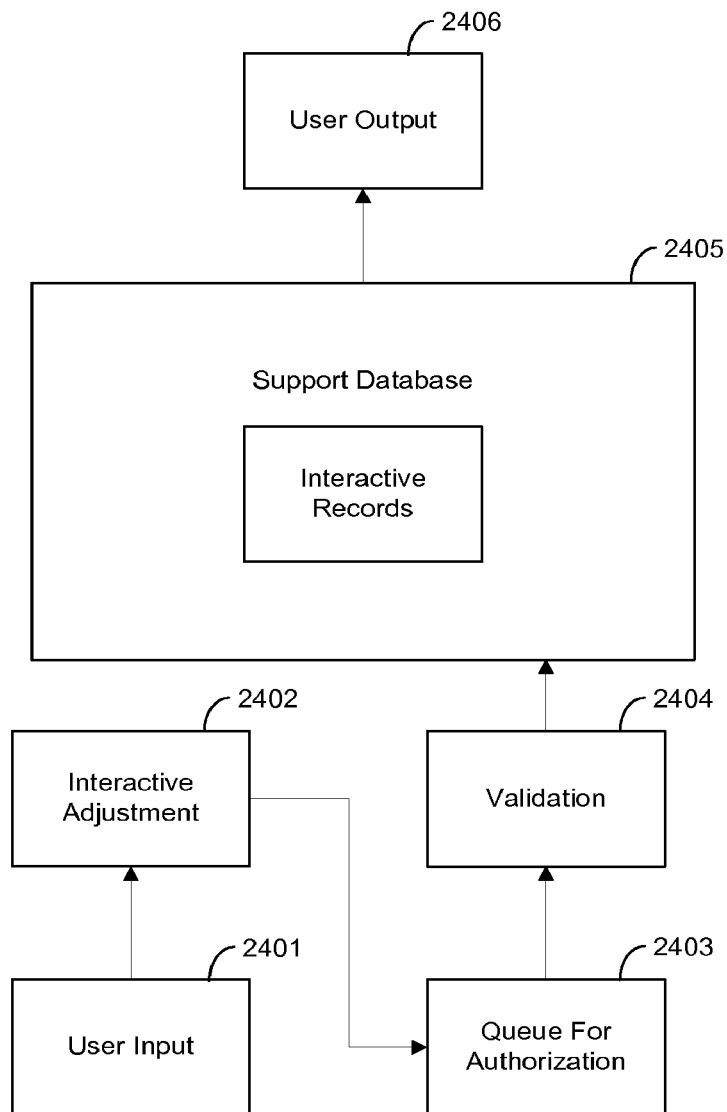 2406
User Output
2405
Support Database
Interactive
Records
2402
Interactive
Adjustment
2404
Validation
2401
User Input
2403
Queue For
Authorization